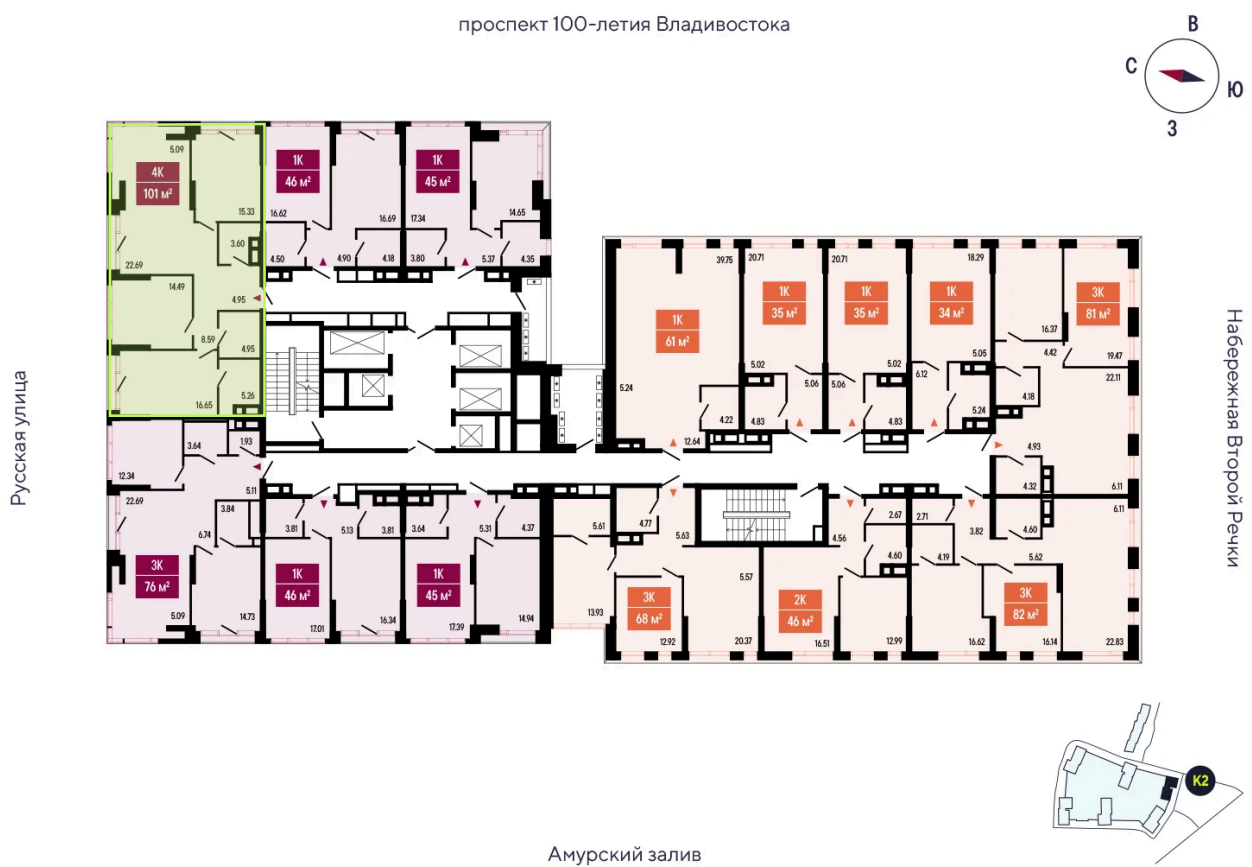 проспект 100-летия Владивостока
В
С
Ю
З
5.09
4К
101 м²
15.33
3.60
22.69
14.49
4.95
8.59
4.95
16.65
5.26
1К
46 м²
16.62
16.69
4.50
4.90
4.18
1К
45 м²
17.34
14.65
3.80
5.37
4.35
39.75
1К
61 м²
5.24
4.22
12.64
20.71
1К
35 м²
5.02
5.06
4.83
20.71
1К
35 м²
5.02
5.06
4.83
18.29
1К
34 м²
5.05
6.12
5.24
3К
81 м²
16.37
4.42
19.47
22.11
4.18
4.93
4.32
6.11
Русская улица
Набережная Второй Речки
3.64
1.93
12.34
22.69
5.11
3.84
6.74
3К
76 м²
5.09
14.73
3.81
5.13
3.81
1К
46 м²
17.01
16.34
3.64
5.31
4.37
1К
45 м²
17.39
14.94
5.61
4.77
5.63
5.57
3К
68 м²
13.93
12.92
20.37
2.67
4.56
4.60
2К
46 м²
16.51
12.99
2.71
3.82
4.60
6.11
4.19
5.62
3К
82 м²
16.62
16.14
22.83
К2
Амурский залив